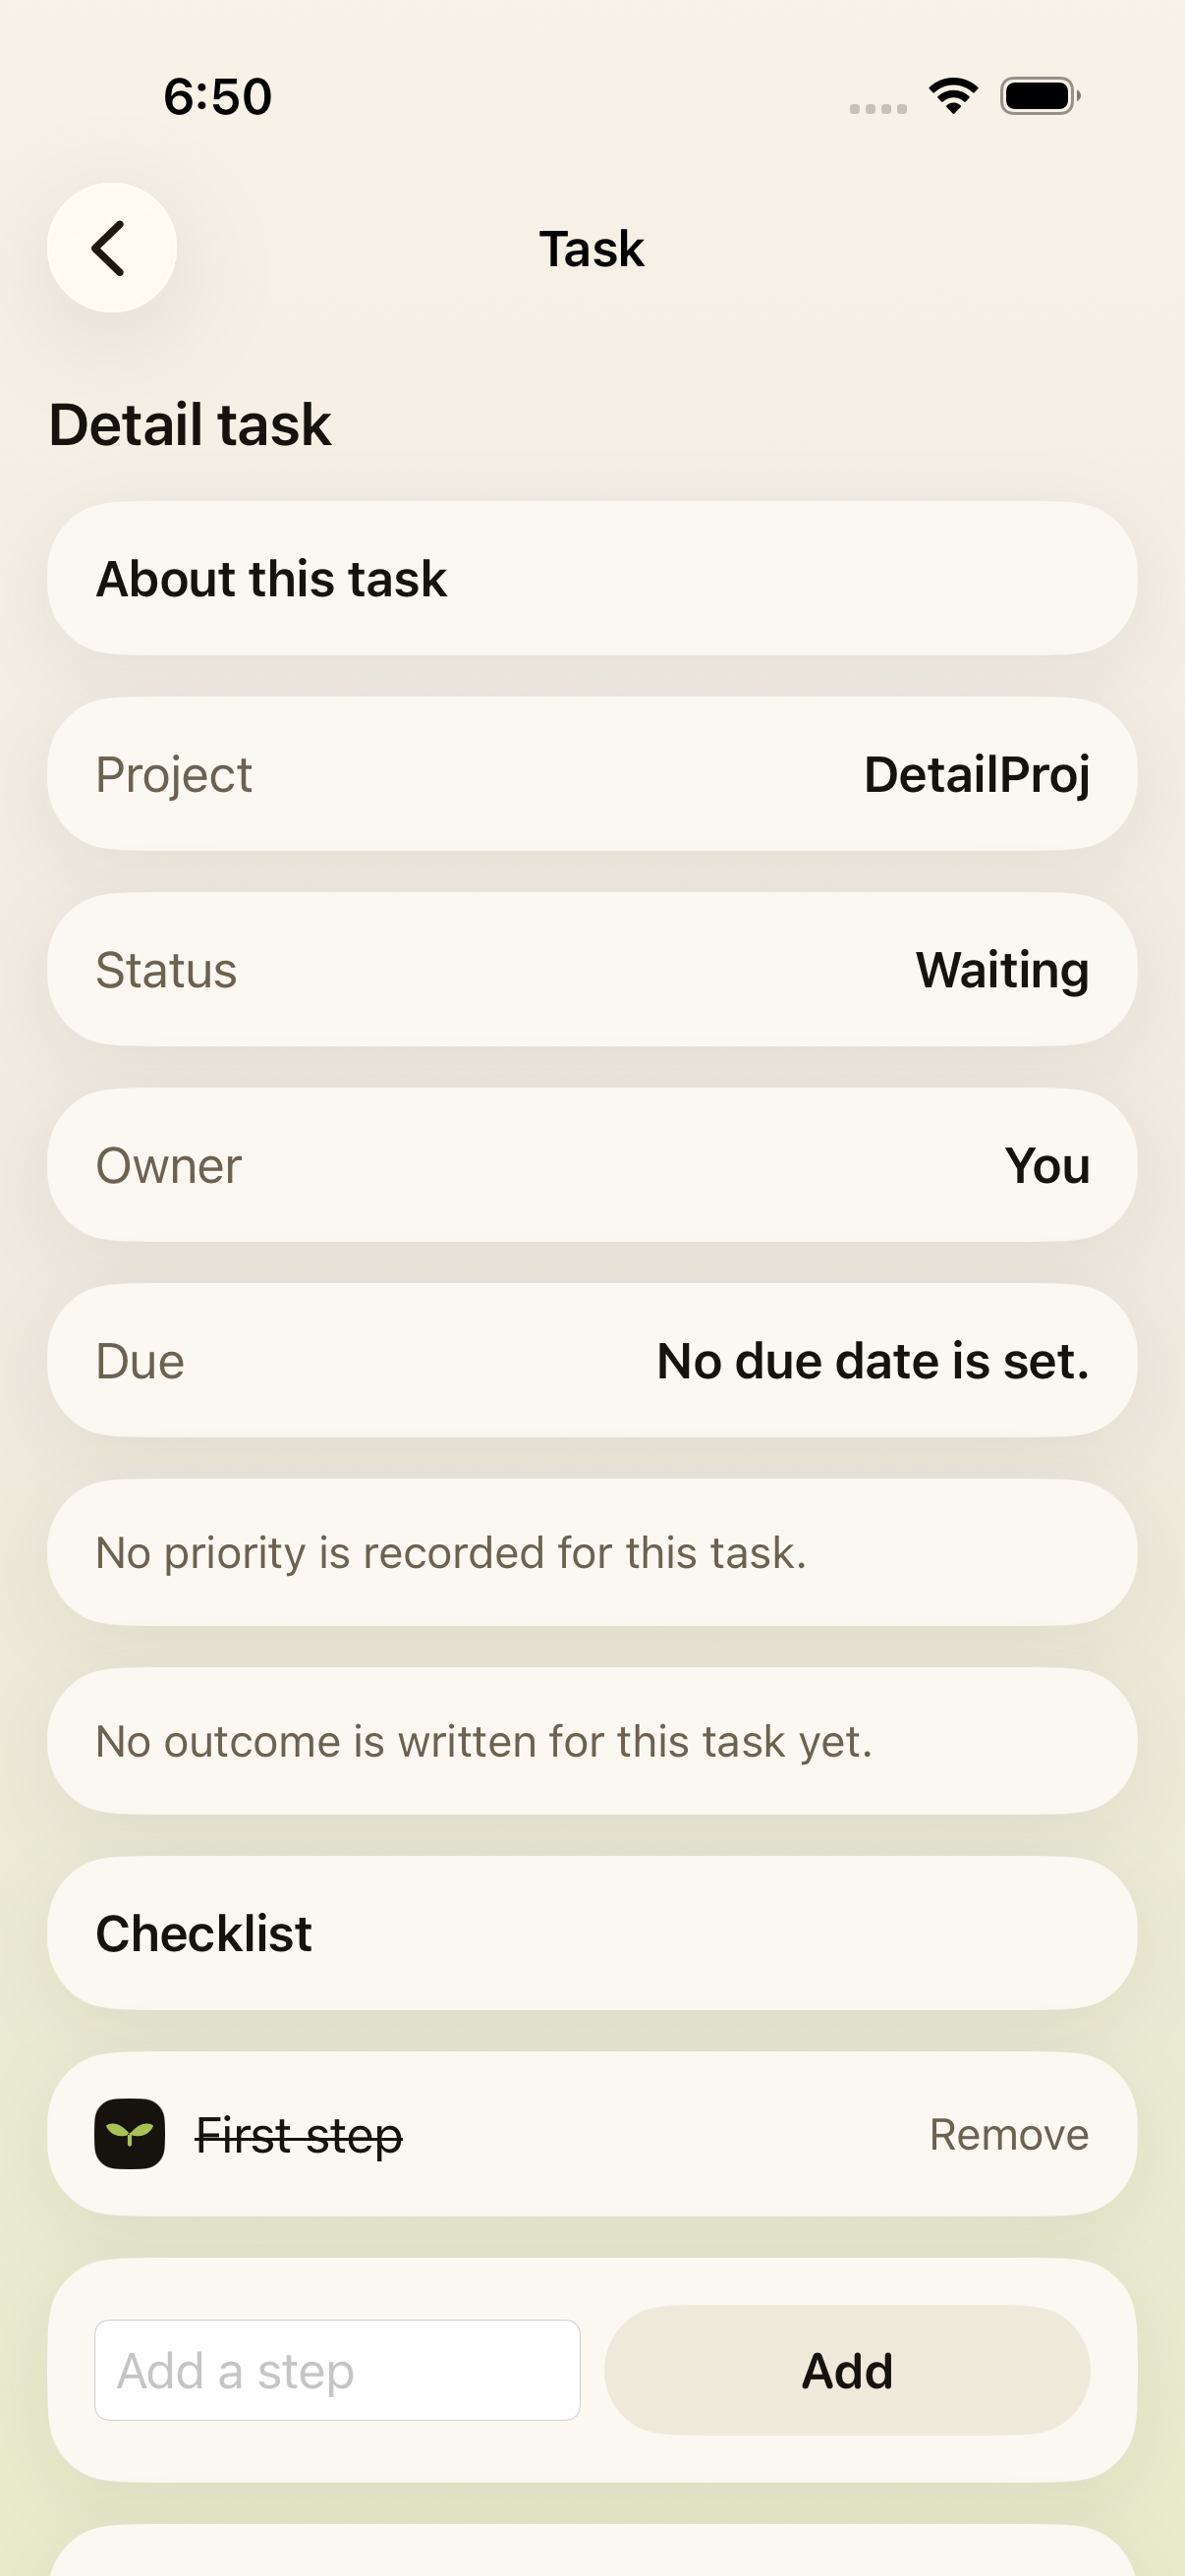 6:50
Task
Detail task
About this task
Project DetailProj
Status Waiting
Owner You
Due No due date is set.
No priority is recorded for this task.
No outcome is written for this task yet.
Checklist
First step Remove
Add a step Add